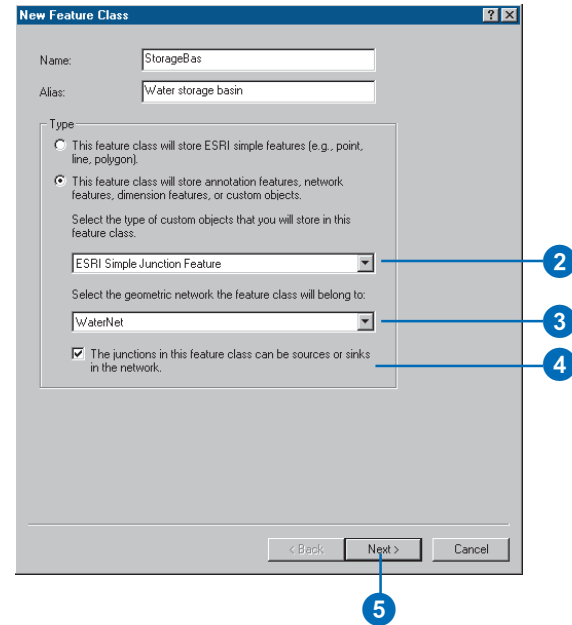 New Feature Class
Name:
StorageBas
Alias:
Water storage basin
Type
This feature class will store ESRI simple features (e.g., point,
line, polygon).
This feature class will store annotation features, network
features, dimension features, or custom objects.
Select the type of custom objects that you will store in this
feature class.
ESRI Simple Junction Feature
2
Select the geometric network the feature class will belong to:
WaterNet
3
The junctions in this feature class can be sources or sinks
in the network.
4
< Back
Next >
Cancel
5